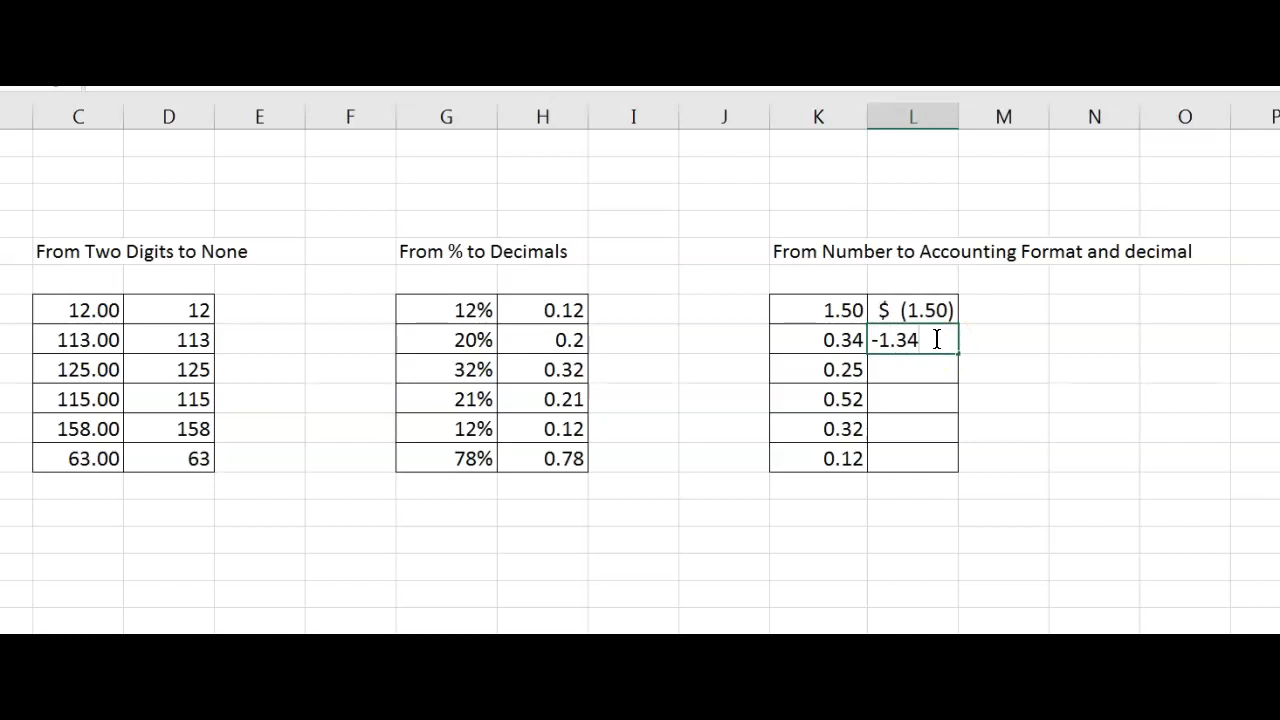 C D E F G H I J K L M N O P
From Two Digits to None From % to Decimals From Number to Accounting Format and decimal
12.00 12 12% 0.12 1.50 $ (1.50)
113.00 113 20% 0.2 0.34 -1.34
125.00 125 32% 0.32 0.25
115.00 115 21% 0.21 0.52
158.00 158 12% 0.12 0.32
63.00 63 78% 0.78 0.12